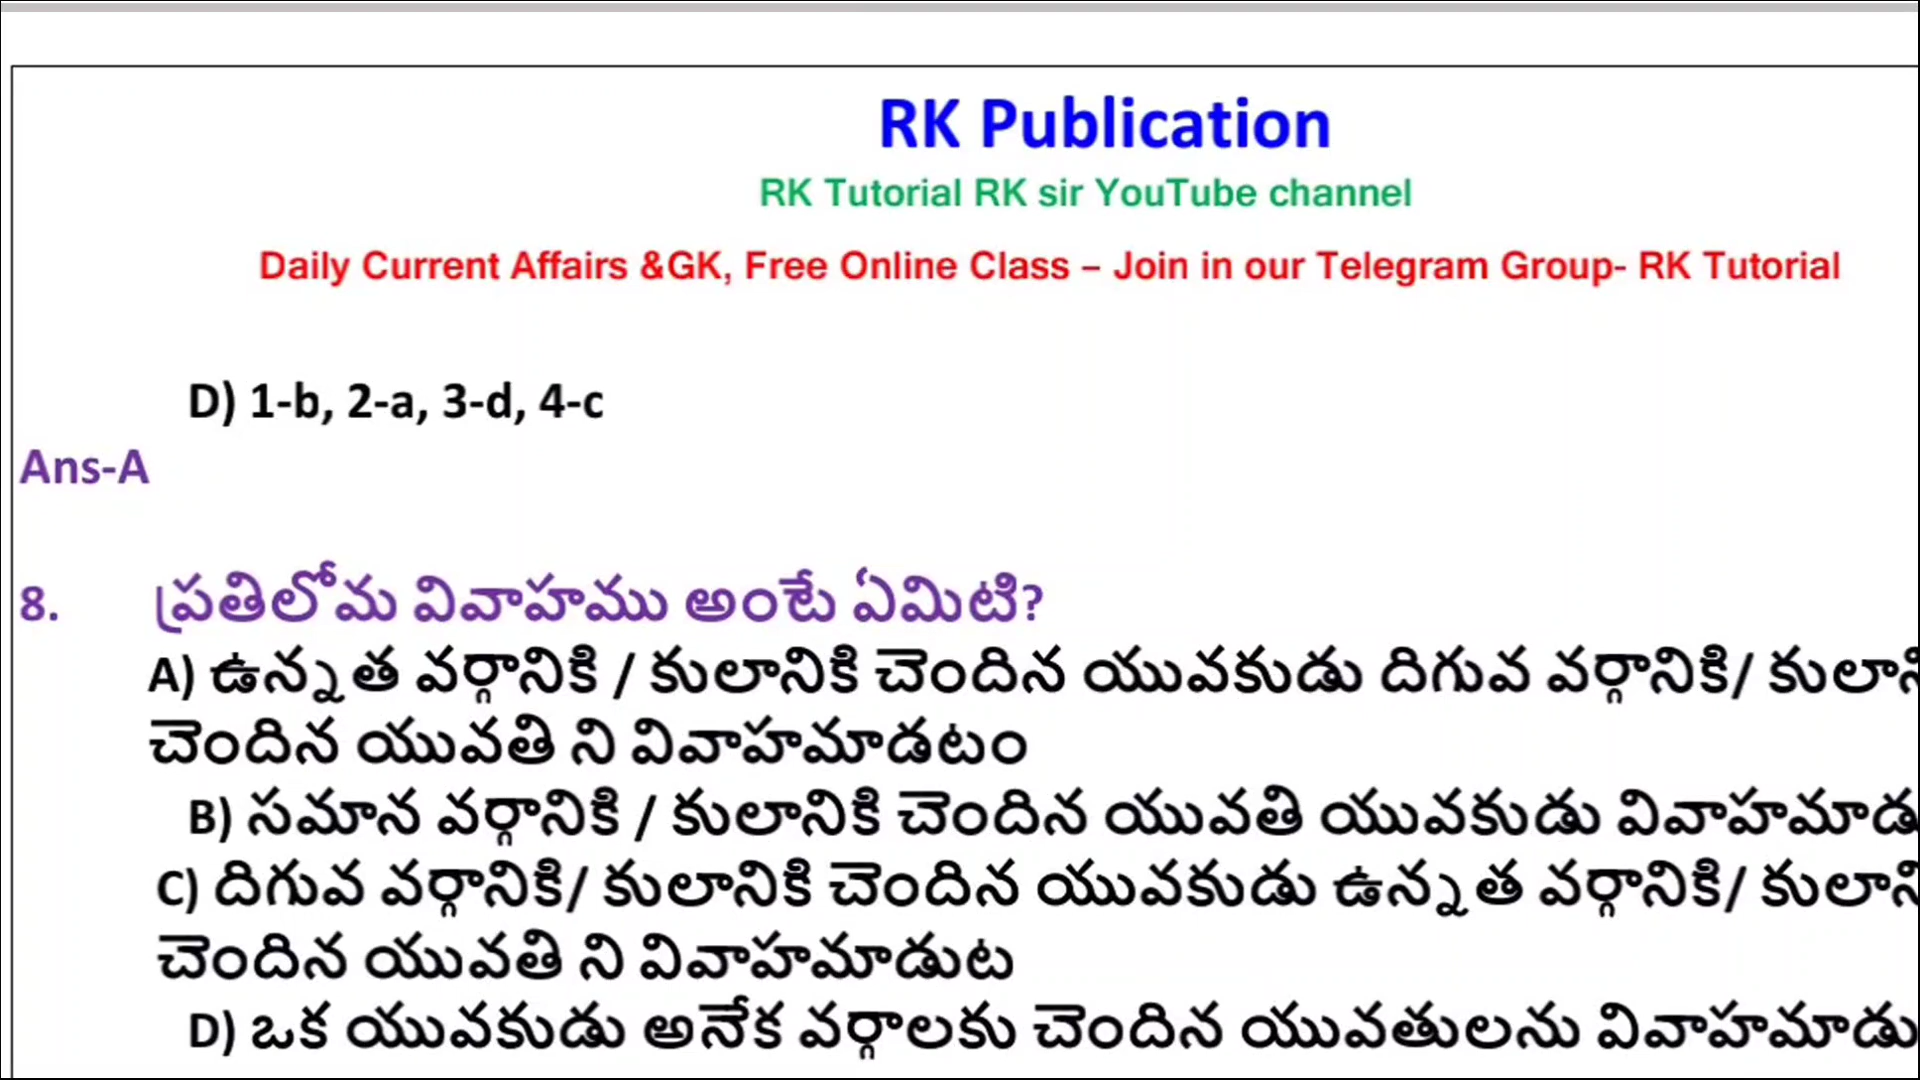 RK Publication
RK Tutorial RK sir YouTube channel
Daily Current Affairs &GK, Free Online Class – Join in our Telegram Group- RK Tutorial
D) 1-b, 2-a, 3-d, 4-c
Ans-A
8. ప్రతిలోమ వివాహము అంటే ఏమిటి?
A) ఉన్నత వర్గానికి / కులానికి చెందిన యువకుడు దిగువ వర్గానికి/
చెందిన యువతి ని వివాహమాడటం
B) సమాన వర్గానికి / కులానికి చెందిన యువతి యువకుడు
C) దిగువ వర్గానికి/ కులానికి చెందిన యువకుడు ఉన్నత వర్గానికి/
చెందిన యువతి ని వివాహమాడుట
D) ఒక యువకుడు అనేక వర్గాలకు చెందిన యువతులను వివాహమాడు